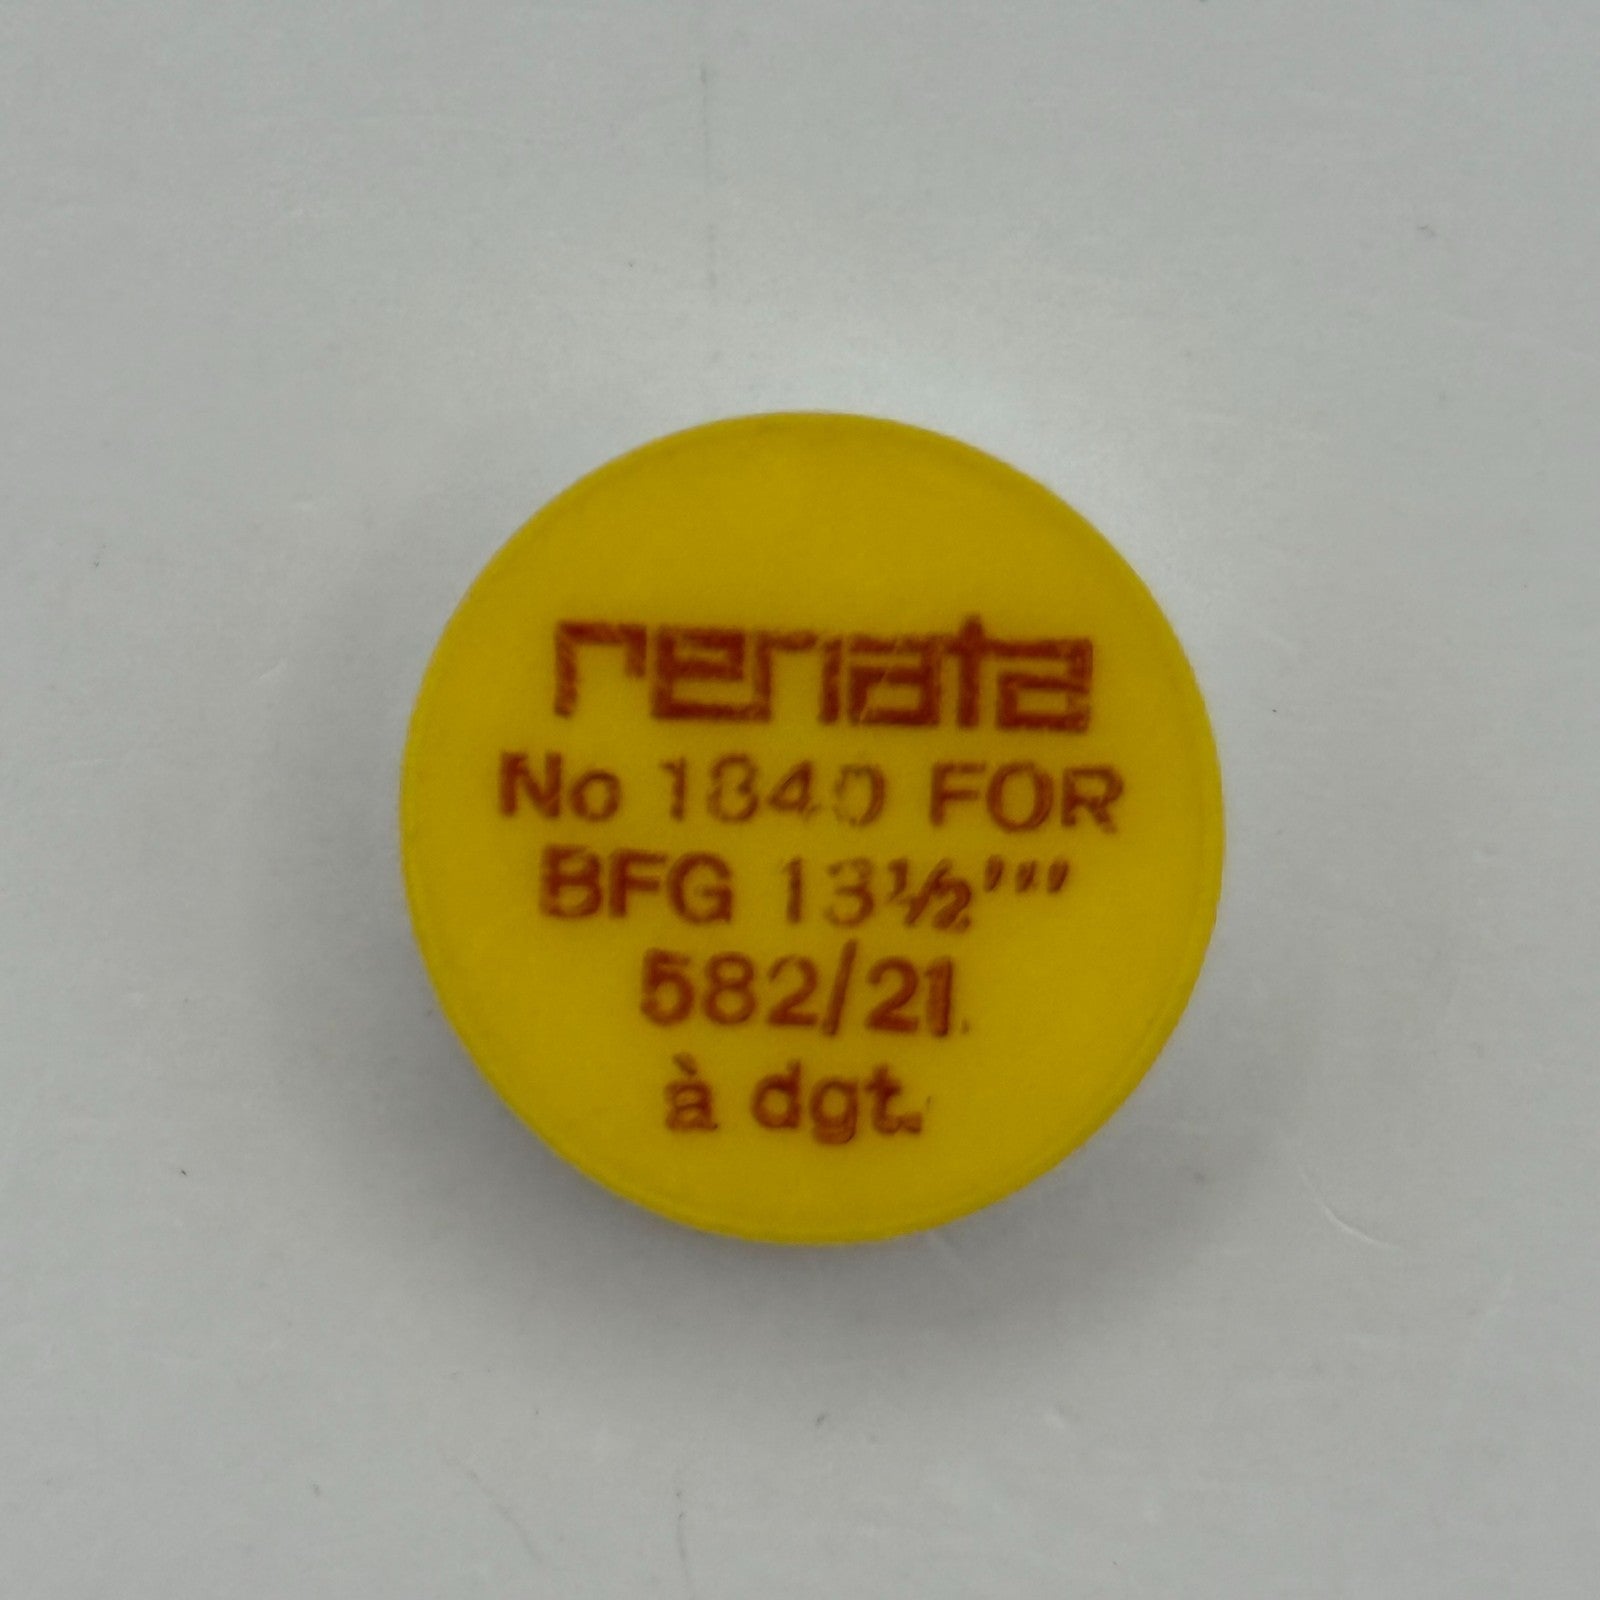 renata
No 1840 FOR
BFG 13½'''
582/21
à dgt.